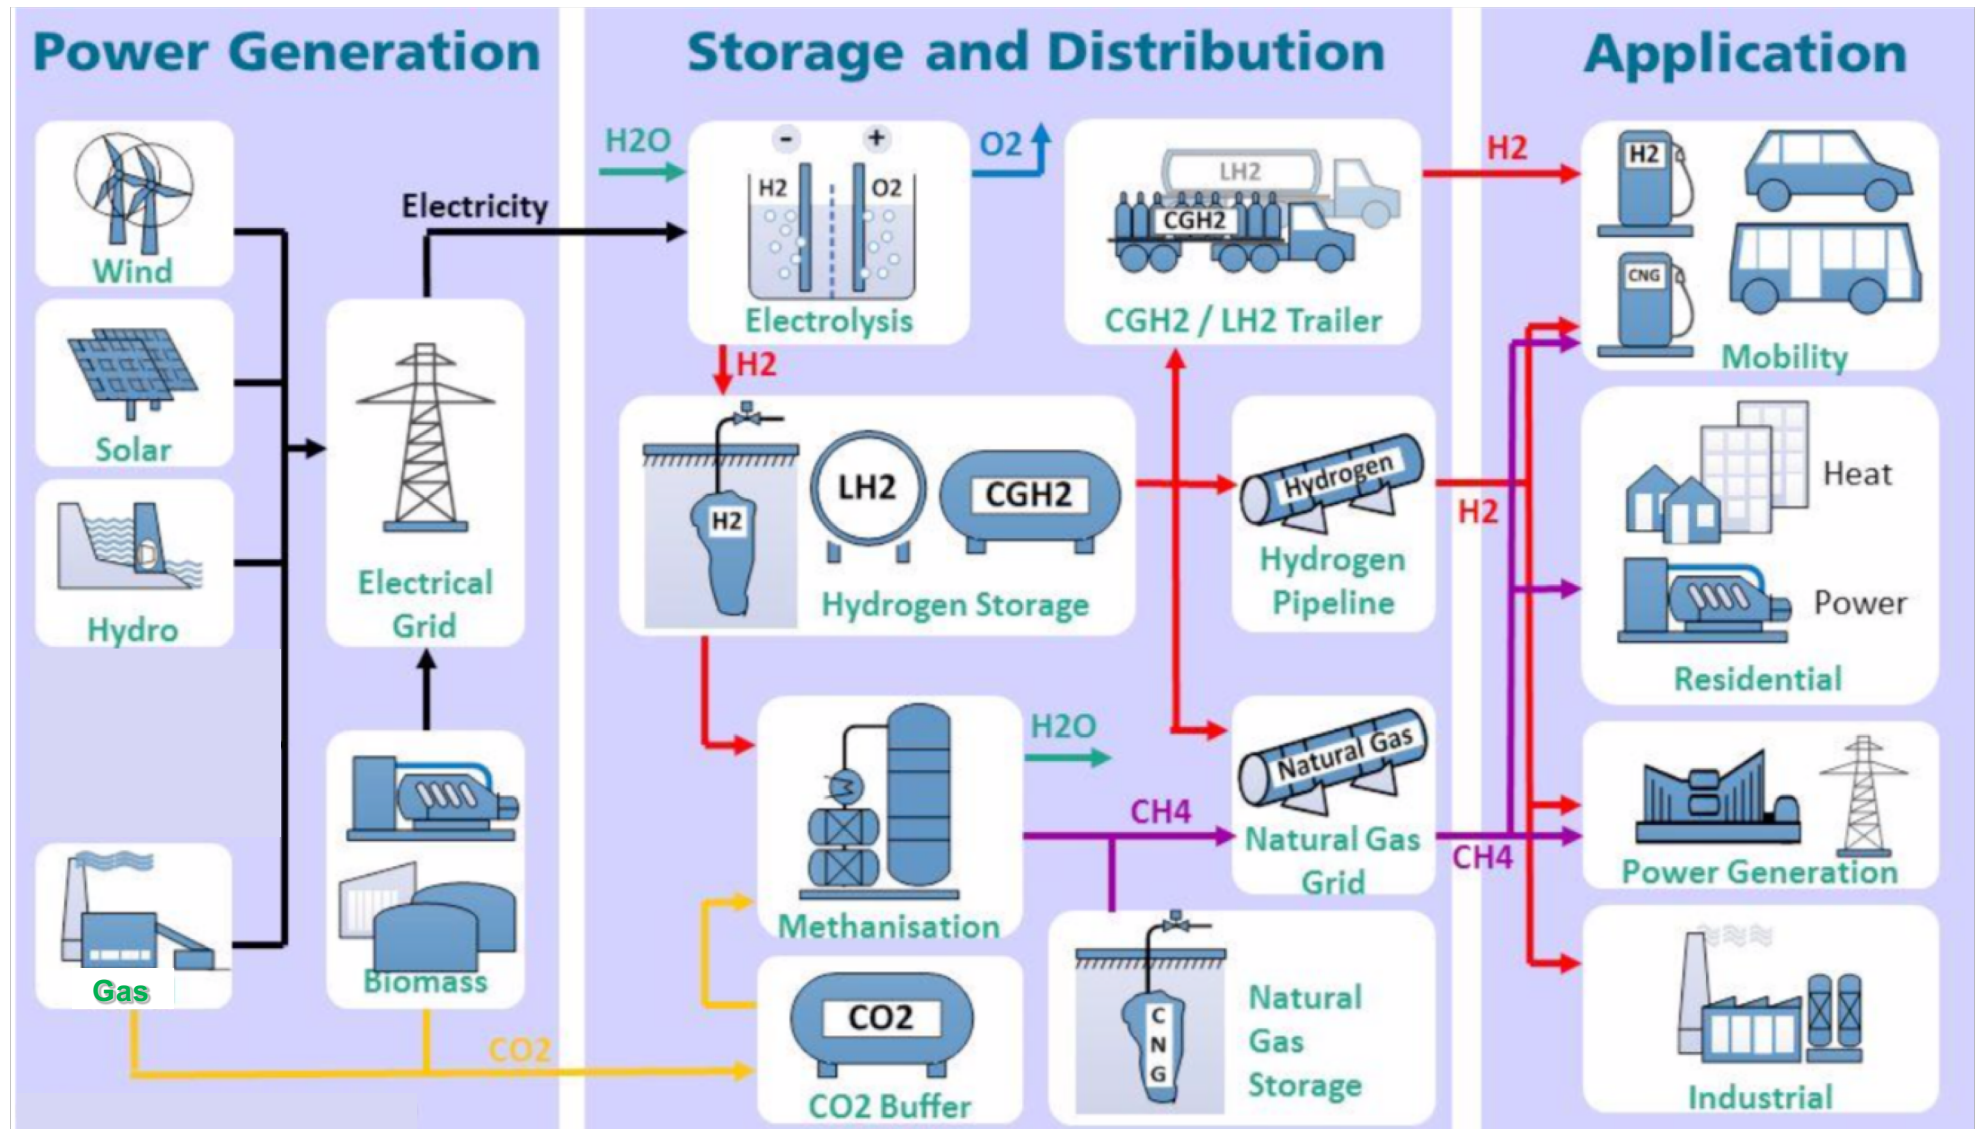 Power Generation
Storage and Distribution
Application
Wind
Solar
Hydro
Gas
Electricity
Electrical
Grid
Biomass
CO2
H2O
-
+
H2
O2
Electrolysis
O2
LH2
CGH2
CGH2 / LH2 Trailer
H2
H2
H2
LH2
CGH2
Hydrogen Storage
Hydrogen
Hydrogen
Pipeline
H2
Methanisation
H2O
CH4
Natural Gas
Natural Gas
Grid
CH4
CO2
CO2 Buffer
C
N
G
Natural
Gas
Storage
H2
CNG
Mobility
Heat
Power
Residential
Power Generation
Industrial